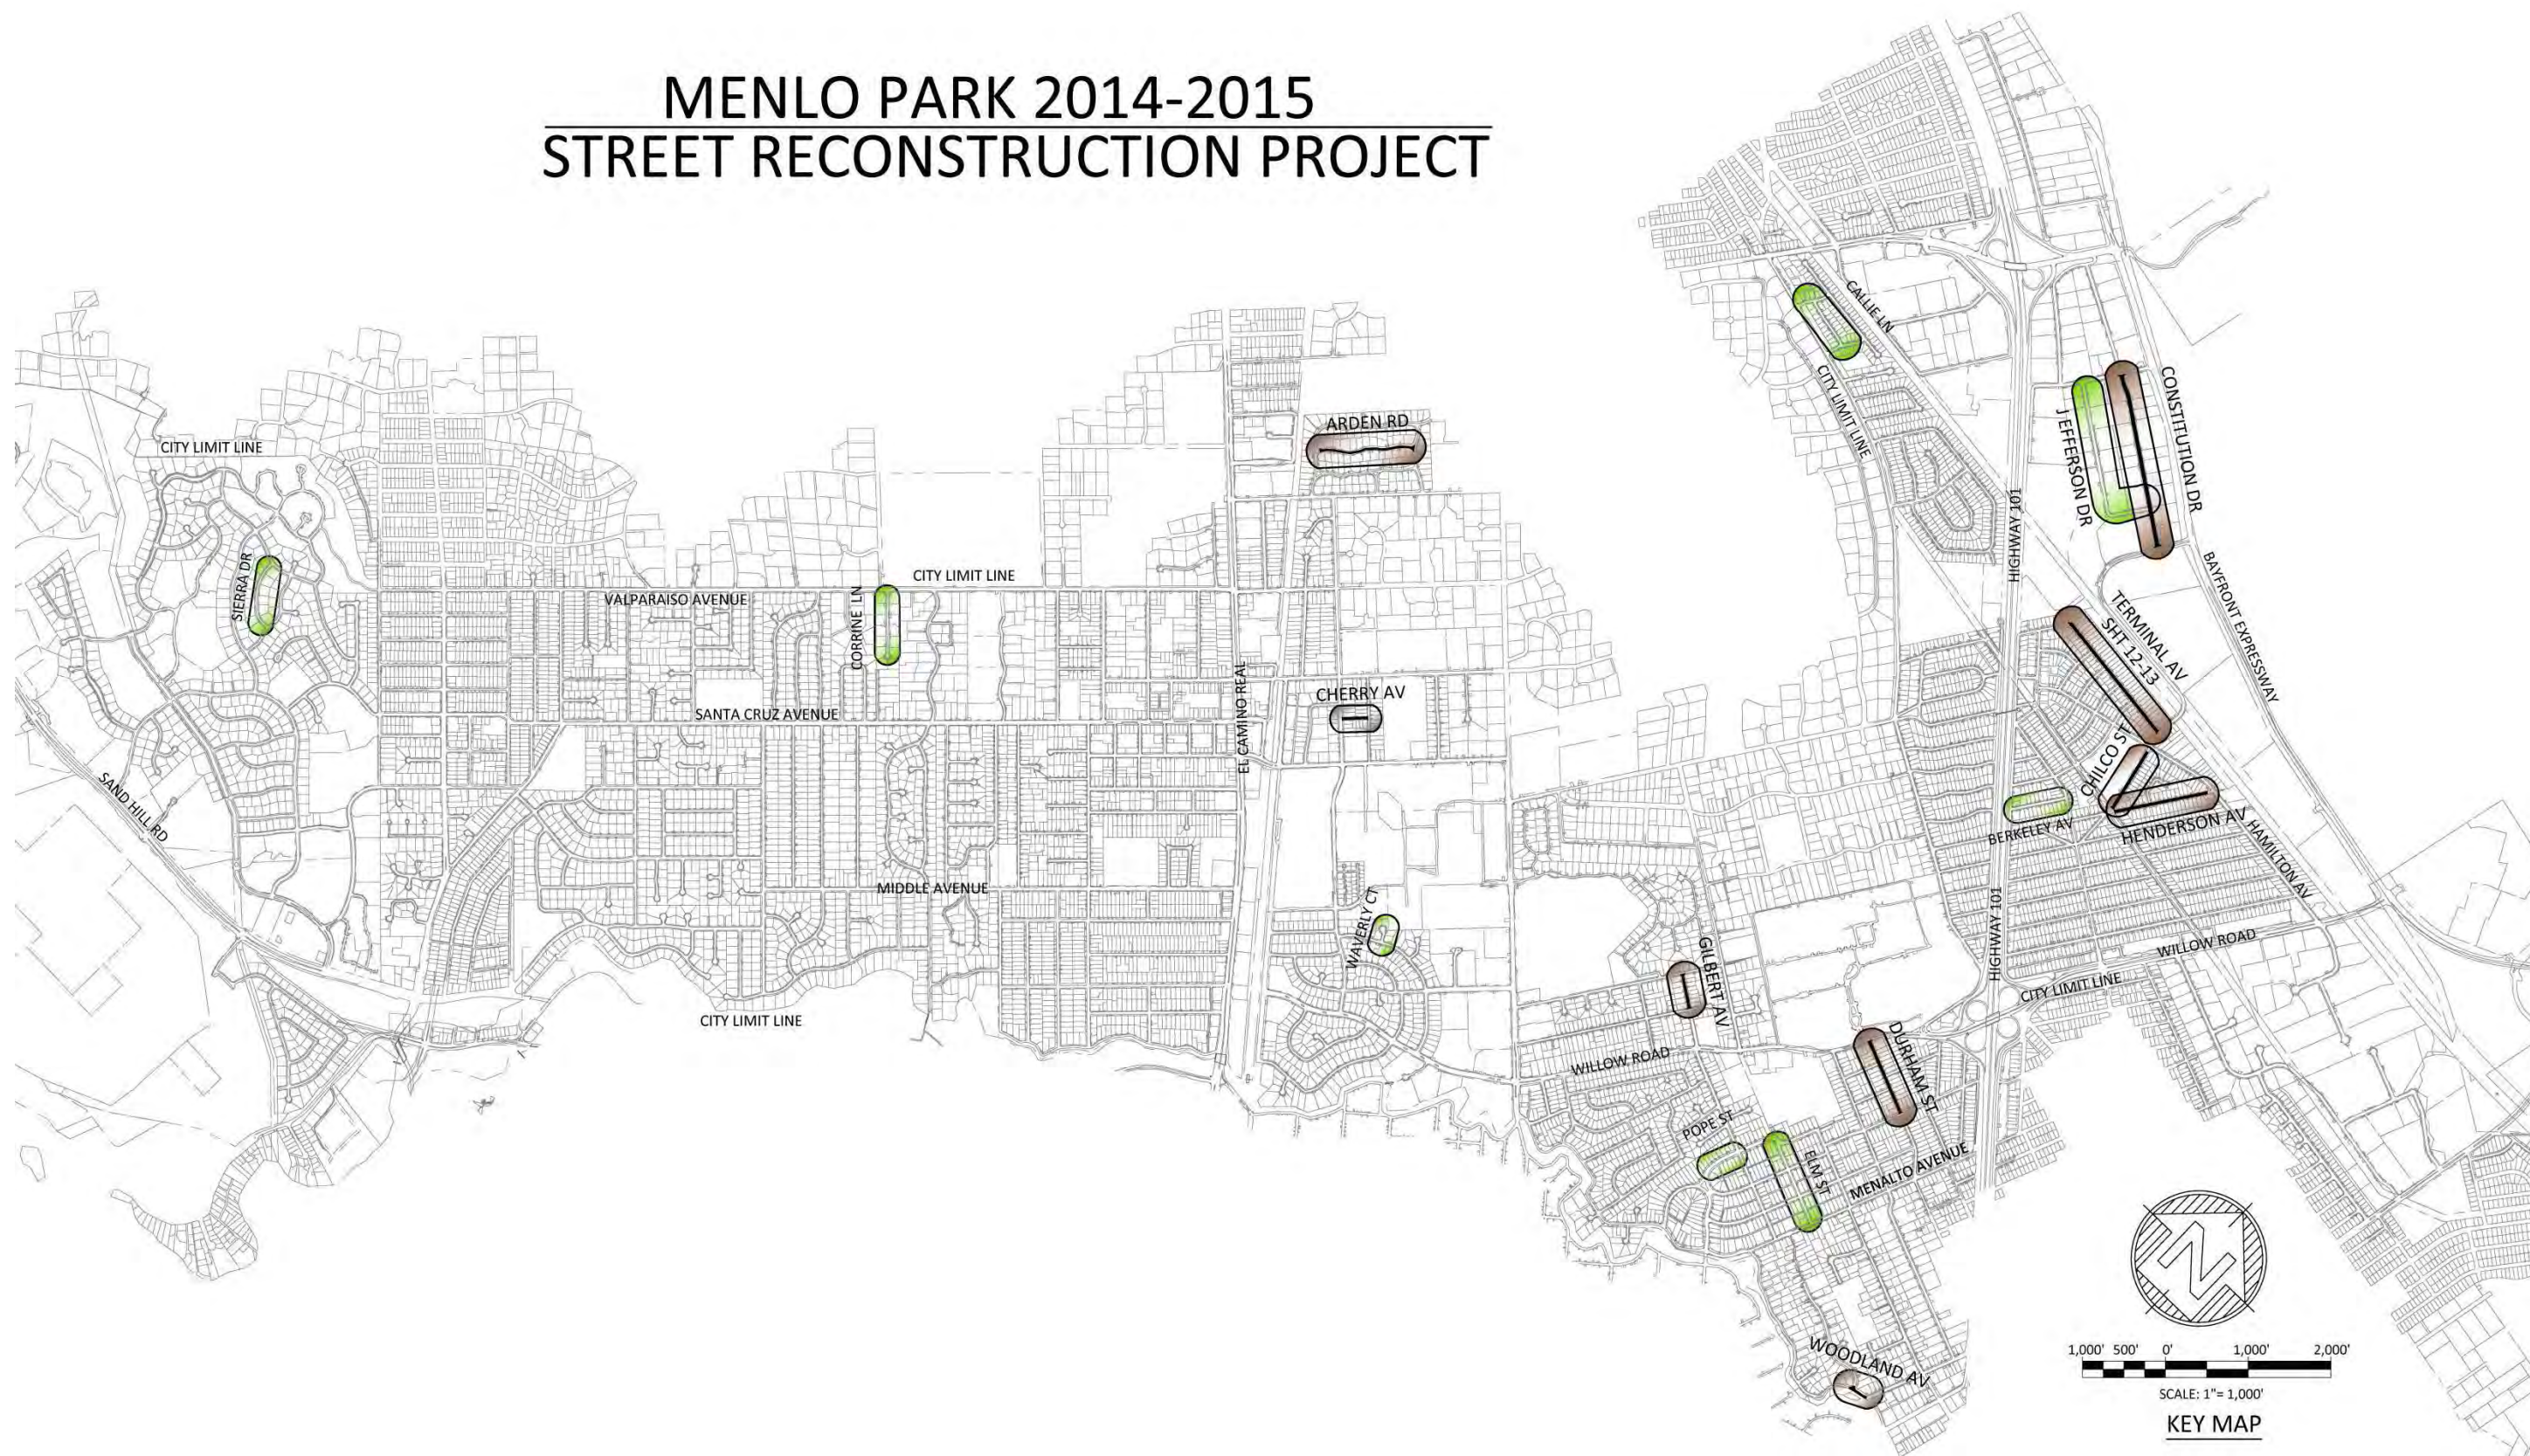 MENLO PARK 2014-2015
STREET RECONSTRUCTION PROJECT
CALLIE LN
CITY LIMIT LINE
CONSTITUTION DR
JEFFERSON DR
ARDEN RD
CITY LIMIT LINE
HIGHWAY 101
BAYFRONT EXPRESSWAY
SIERRA DR
CITY LIMIT LINE
VALPARAISO AVENUE
CORRINE LN
TERMINAL AV
SHT 12-13
EL CAMINO REAL
CHERRY AV
SANTA CRUZ AVENUE
CHILCO ST
SAND HILL RD
BERKELEY AV
HENDERSON AV
HAMILTON AV
MIDDLE AVENUE
WAVERLY CT
GILBERT AV
HIGHWAY 101
WILLOW ROAD
CITY LIMIT LINE
CITY LIMIT LINE
WILLOW ROAD
DURHAM ST
POPE ST
ELM ST
MENALTO AVENUE
WOODLAND AV
N
1,000' 500' 0' 1,000' 2,000'
SCALE: 1"= 1,000'
KEY MAP